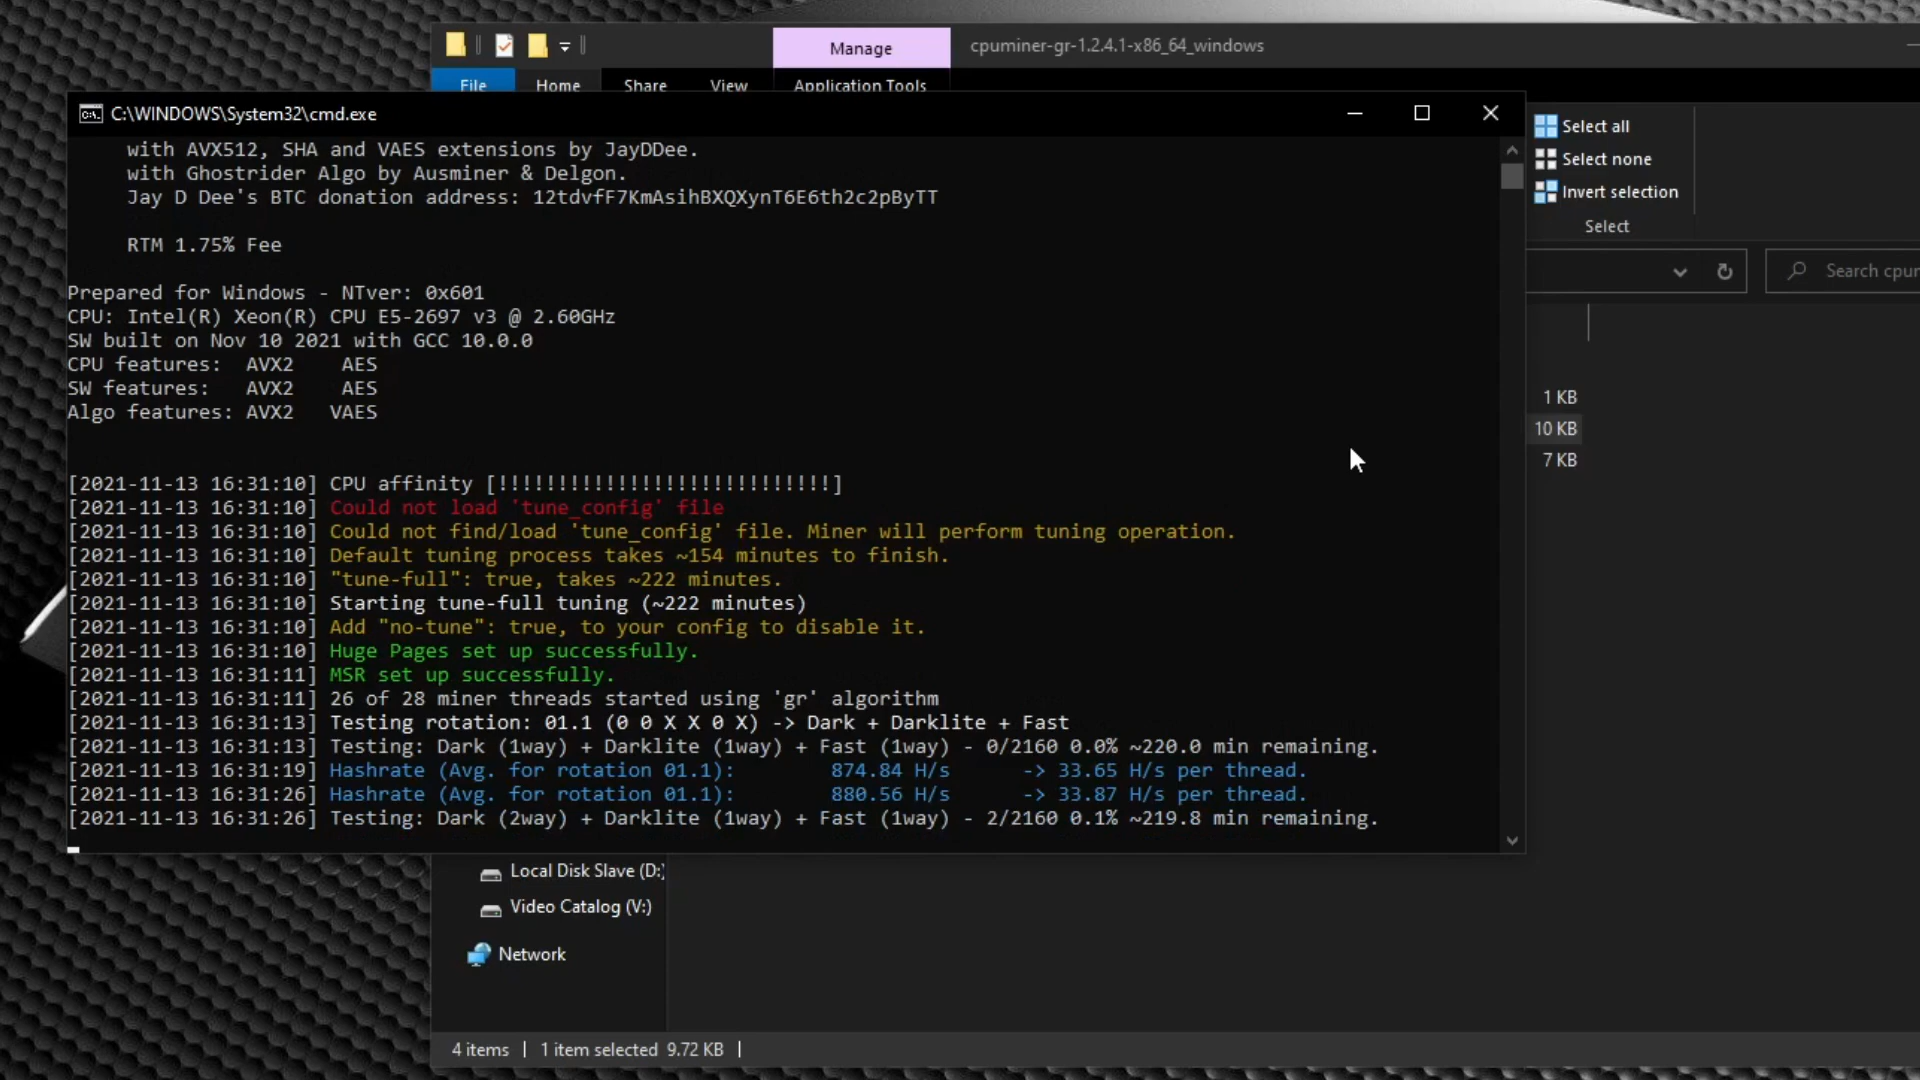 Manage
cpuminer-gr-1.2.4.1-x86_64_windows
File
Home
Share
View
Application Tools
C:\WINDOWS\System32\cmd.exe
Select all
Select none
Invert selection
Select
Search cpur
1 KB
10 KB
7 KB
with AVX512, SHA and VAES extensions by JayDDee.
with Ghostrider Algo by Ausminer & Delgon.
Jay D Dee's BTC donation address: 12tdvfF7KmAsihBXQXynT6E6th2c2pByTT
RTM 1.75% Fee
Prepared for Windows - NTver: 0x601
CPU: Intel(R) Xeon(R) CPU E5-2697 v3 @ 2.60GHz
SW built on Nov 10 2021 with GCC 10.0.0
CPU features:  AVX2    AES
SW features:   AVX2    AES
Algo features: AVX2   VAES
[2021-11-13 16:31:10] CPU affinity [!!!!!!!!!!!!!!!!!!!!!!!!!!!!]
[2021-11-13 16:31:10] Could not load 'tune_config' file
[2021-11-13 16:31:10] Could not find/load 'tune_config' file. Miner will perform tuning operation.
[2021-11-13 16:31:10] Default tuning process takes ~154 minutes to finish.
[2021-11-13 16:31:10] "tune-full": true, takes ~222 minutes.
[2021-11-13 16:31:10] Starting tune-full tuning (~222 minutes)
[2021-11-13 16:31:10] Add "no-tune": true, to your config to disable it.
[2021-11-13 16:31:10] Huge Pages set up successfully.
[2021-11-13 16:31:11] MSR set up successfully.
[2021-11-13 16:31:11] 26 of 28 miner threads started using 'gr' algorithm
[2021-11-13 16:31:13] Testing rotation: 01.1 (0 0 X X 0 X) -> Dark + Darklite + Fast
[2021-11-13 16:31:13] Testing: Dark (1way) + Darklite (1way) + Fast (1way) - 0/2160 0.0% ~220.0 min remaining.
[2021-11-13 16:31:19] Hashrate (Avg. for rotation 01.1):        874.84 H/s      -> 33.65 H/s per thread.
[2021-11-13 16:31:26] Hashrate (Avg. for rotation 01.1):        880.56 H/s      -> 33.87 H/s per thread.
[2021-11-13 16:31:26] Testing: Dark (2way) + Darklite (1way) + Fast (1way) - 2/2160 0.1% ~219.8 min remaining.
Local Disk Slave (D:)
Video Catalog (V:)
Network
4 items
1 item selected  9.72 KB